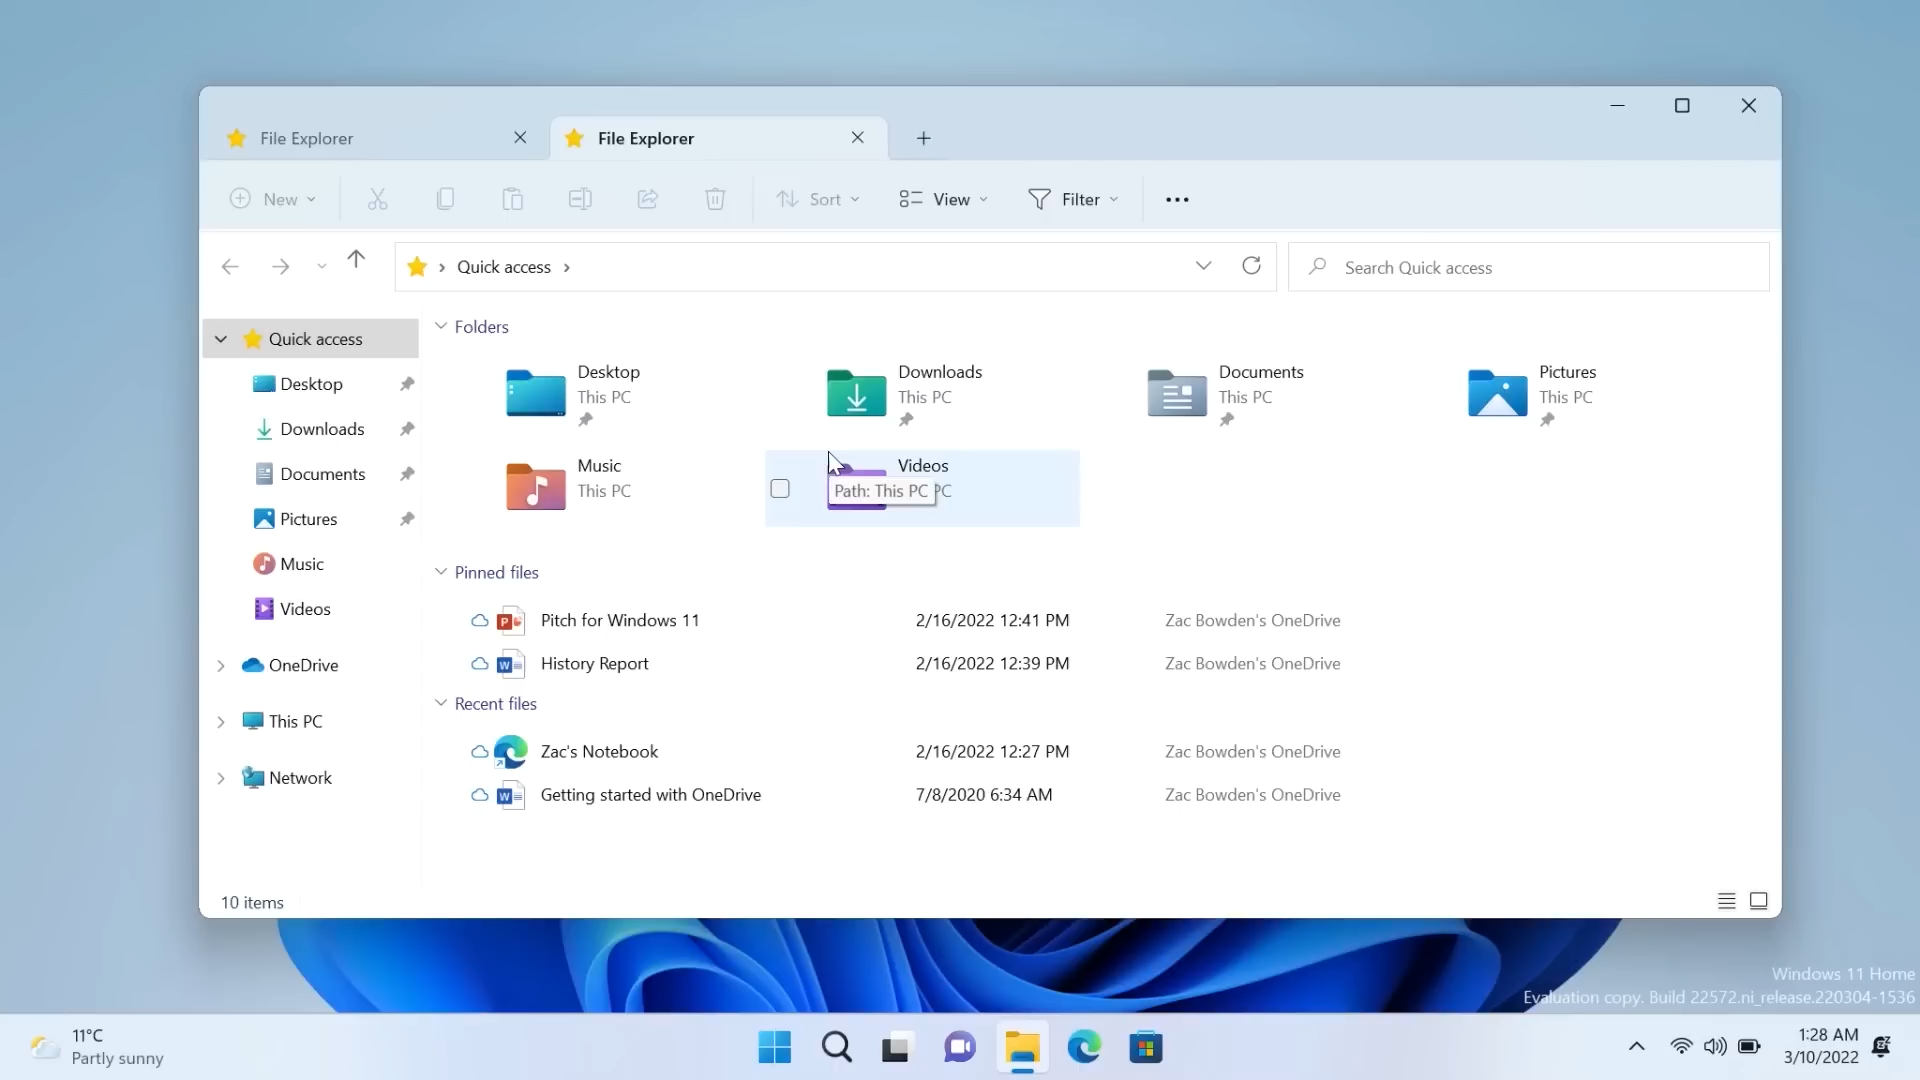 File Explorer
File Explorer
New
Sort
View
Filter
Quick access
Search Quick access
Quick access
Desktop
Downloads
Documents
Pictures
Music
Videos
OneDrive
This PC
Network
Folders
Desktop
This PC
Downloads
This PC
Documents
This PC
Pictures
This PC
Music
This PC
Videos
Path: This PC PC
Pinned files
Pitch for Windows 11 2/16/2022 12:41 PM Zac Bowden's OneDrive
History Report 2/16/2022 12:39 PM Zac Bowden's OneDrive
Recent files
Zac's Notebook 2/16/2022 12:27 PM Zac Bowden's OneDrive
Getting started with OneDrive 7/8/2020 6:34 AM Zac Bowden's OneDrive
10 items
Windows 11 Home
Evaluation copy. Build 22572.ni_release.220304-1536
11°C
Partly sunny
1:28 AM
3/10/2022